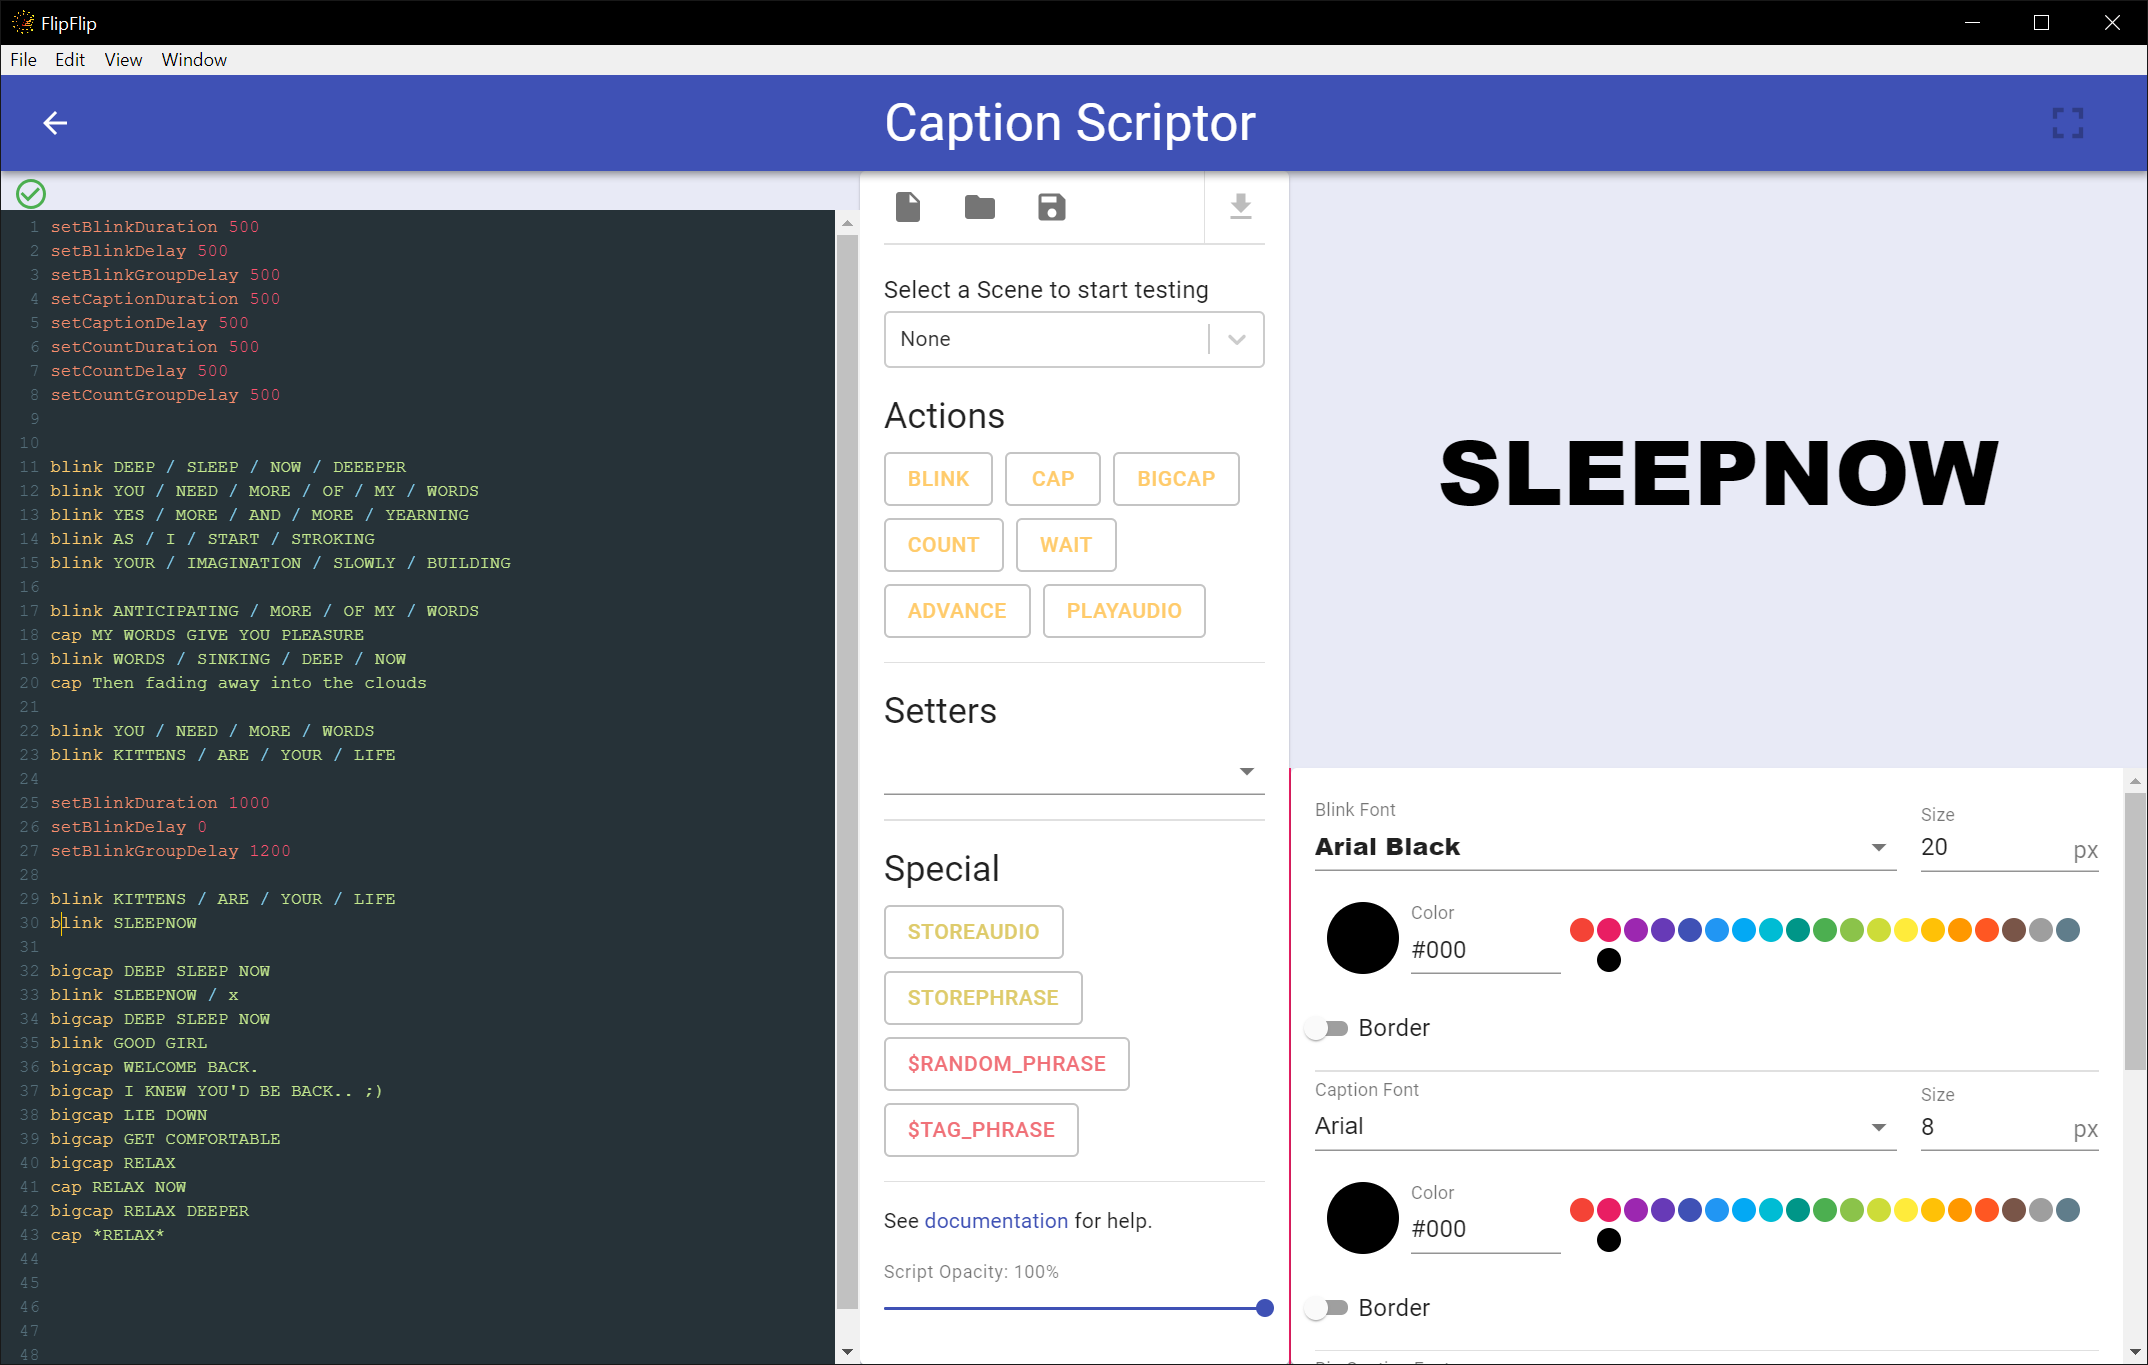 FlipFlip
File Edit View Window
Caption Scriptor
1 setBlinkDuration 500
2 setBlinkDelay 500
3 setBlinkGroupDelay 500
4 setCaptionDuration 500
5 setCaptionDelay 500
6 setCountDuration 500
7 setCountDelay 500
8 setCountGroupDelay 500
9
10
11 blink DEEP / SLEEP / NOW / DEEEPER
12 blink YOU / NEED / MORE / OF / MY / WORDS
13 blink YES / MORE / AND / MORE / YEARNING
14 blink AS / I / START / STROKING
15 blink YOUR / IMAGINATION / SLOWLY / BUILDING
16
17 blink ANTICIPATING / MORE / OF MY / WORDS
18 cap MY WORDS GIVE YOU PLEASURE
19 blink WORDS / SINKING / DEEP / NOW
20 cap Then fading away into the clouds
21
22 blink YOU / NEED / MORE / WORDS
23 blink KITTENS / ARE / YOUR / LIFE
24
25 setBlinkDuration 1000
26 setBlinkDelay 0
27 setBlinkGroupDelay 1200
28
29 blink KITTENS / ARE / YOUR / LIFE
30 blink SLEEPNOW
31
32 bigcap DEEP SLEEP NOW
33 blink SLEEPNOW / x
34 bigcap DEEP SLEEP NOW
35 blink GOOD GIRL
36 bigcap WELCOME BACK.
37 bigcap I KNEW YOU'D BE BACK.. ;)
38 bigcap LIE DOWN
39 bigcap GET COMFORTABLE
40 bigcap RELAX
41 cap RELAX NOW
42 bigcap RELAX DEEPER
43 cap *RELAX*
44
45
46
47
48
Select a Scene to start testing
None
Actions
BLINK CAP BIGCAP
COUNT WAIT
ADVANCE PLAYAUDIO
Setters
Special
STOREAUDIO
STOREPHRASE
$RANDOM_PHRASE
$TAG_PHRASE
See documentation for help.
Script Opacity: 100%
SLEEPNOW
Blink Font
Arial Black
Size
20 px
Color
#000
Border
Caption Font
Arial
Size
8 px
Color
#000
Border